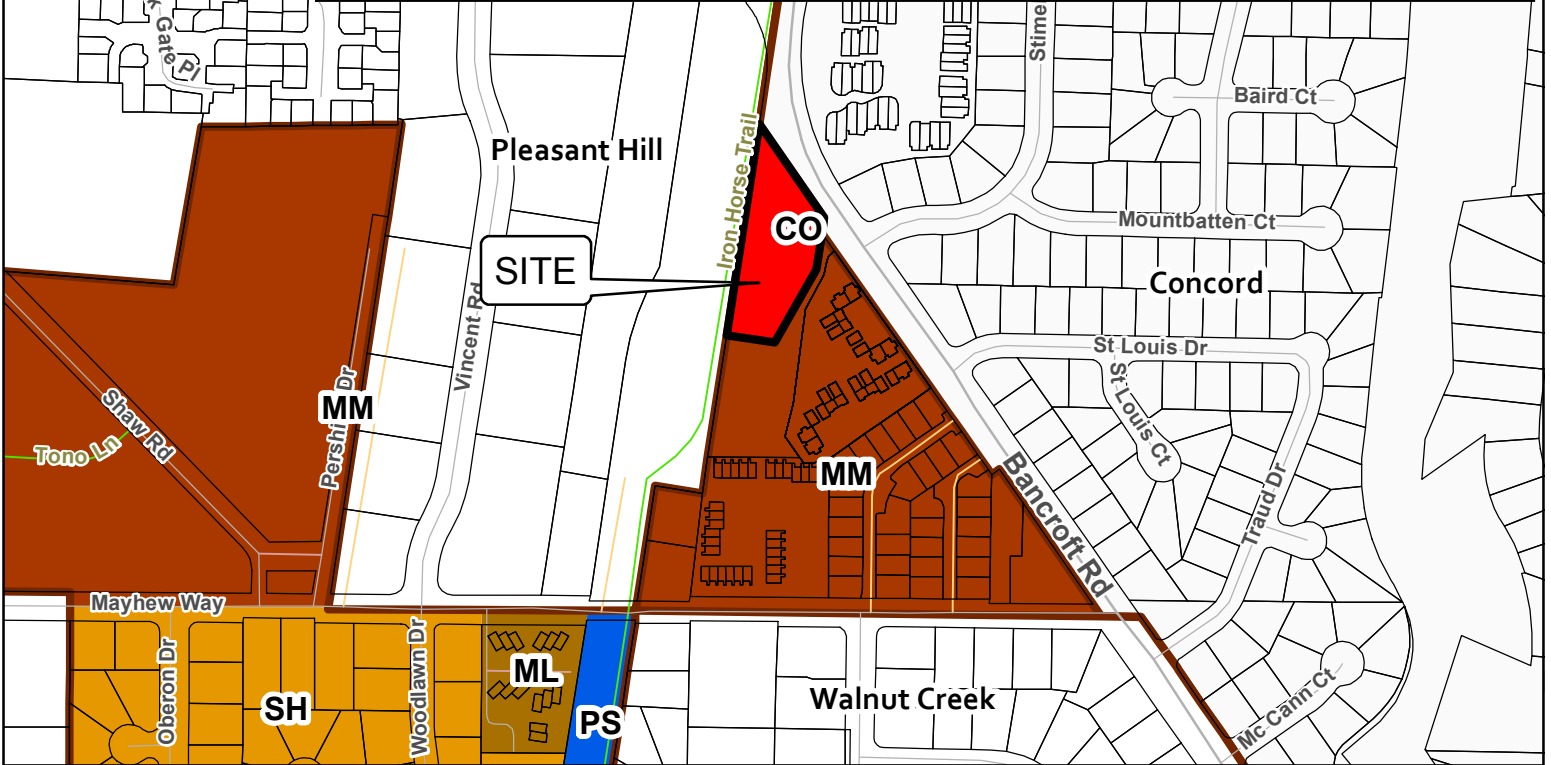 k Gate Pl
Stime
Baird Ct
Pleasant Hill
Iron Horse Trail
CO
Mountbatten Ct
SITE
Concord
Vincent Rd
St Louis Dr
St Louis Ct
Pershi
Dr
MM
Shaw Rd
Tono Ln
MM
Bancroft Rd
Traud Dr
Mayhew Way
Oberon Dr
Woodlawn Dr
ML
SH
PS
Walnut Creek
Mc Cann Ct